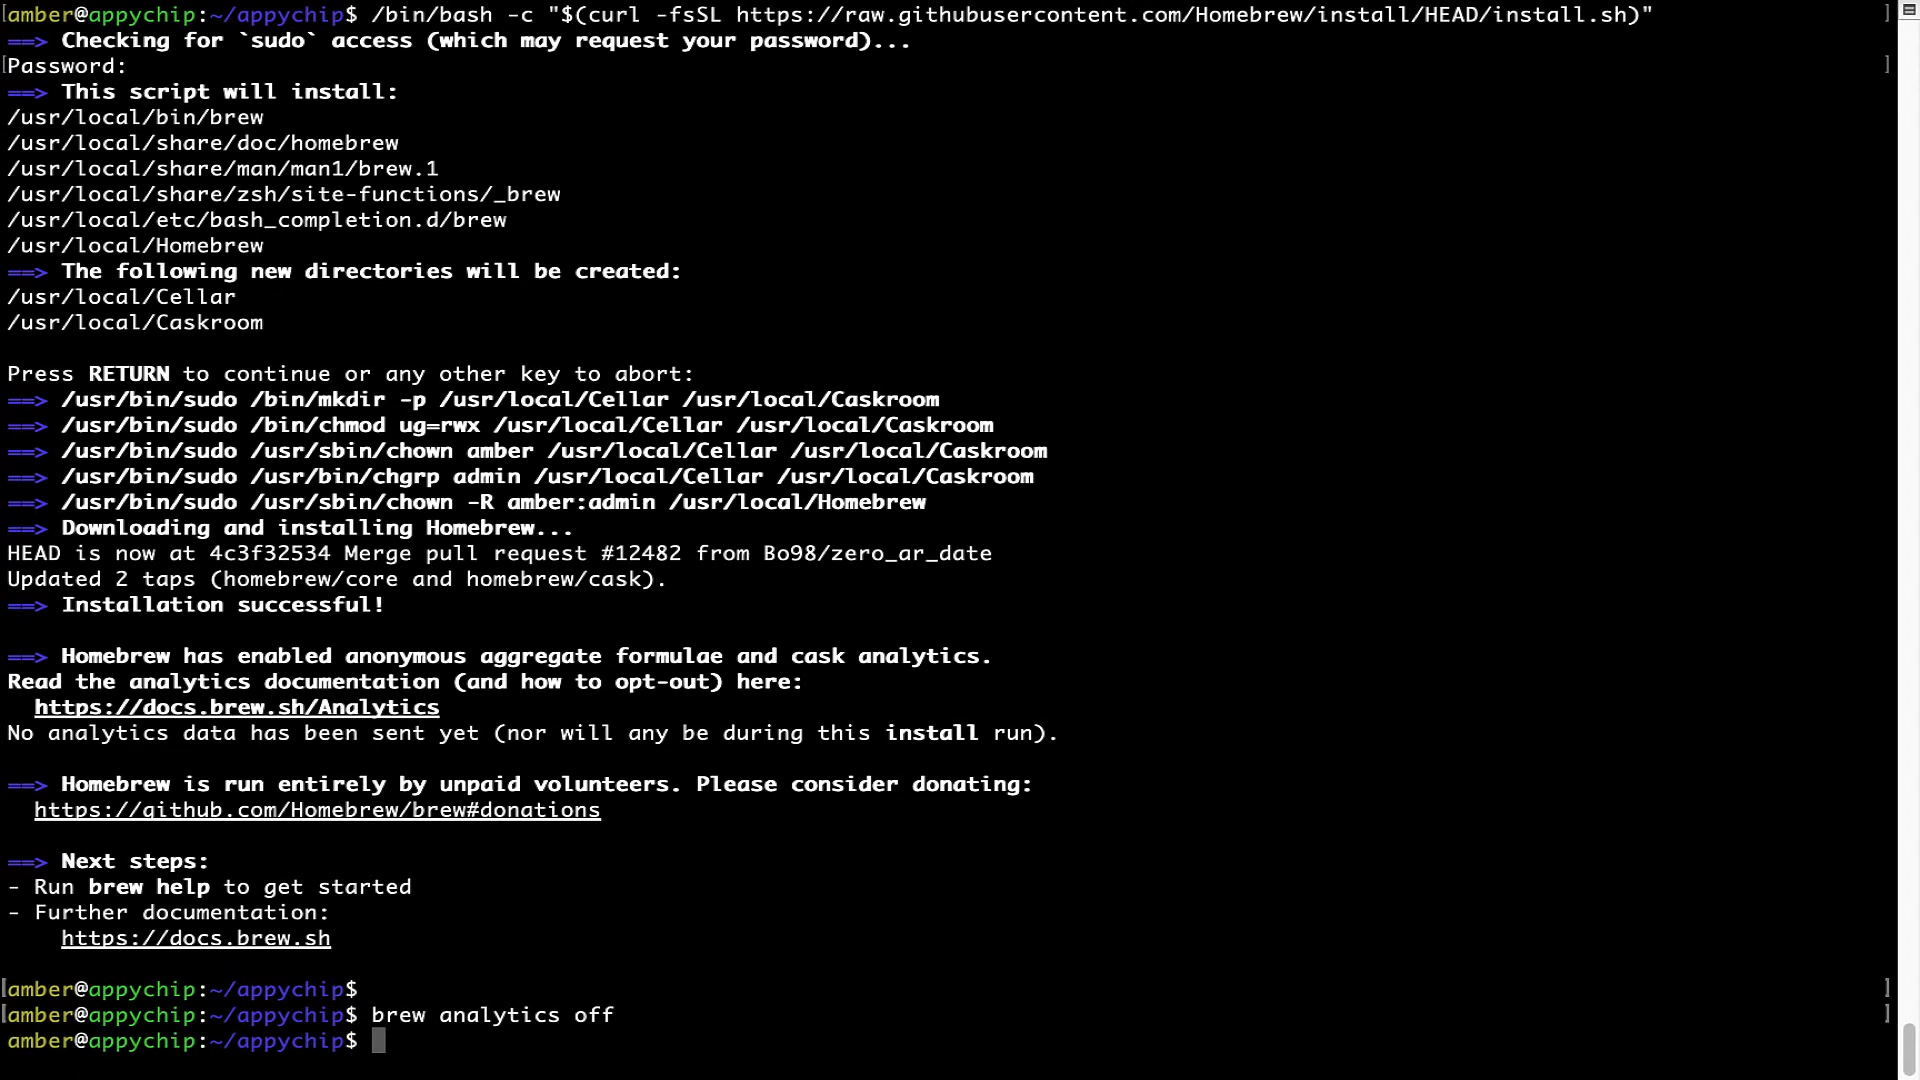 [amber@appychip:~/appychip$ /bin/bash -c "$(curl -fsSL https://raw.githubusercontent.com/Homebrew/install/HEAD/install.sh)" ]
==> Checking for `sudo` access (which may request your password)...
[Password: ]
==> This script will install:
/usr/local/bin/brew
/usr/local/share/doc/homebrew
/usr/local/share/man/man1/brew.1
/usr/local/share/zsh/site-functions/_brew
/usr/local/etc/bash_completion.d/brew
/usr/local/Homebrew
==> The following new directories will be created:
/usr/local/Cellar
/usr/local/Caskroom
Press RETURN to continue or any other key to abort:
==> /usr/bin/sudo /bin/mkdir -p /usr/local/Cellar /usr/local/Caskroom
==> /usr/bin/sudo /bin/chmod ug=rwx /usr/local/Cellar /usr/local/Caskroom
==> /usr/bin/sudo /usr/sbin/chown amber /usr/local/Cellar /usr/local/Caskroom
==> /usr/bin/sudo /usr/bin/chgrp admin /usr/local/Cellar /usr/local/Caskroom
==> /usr/bin/sudo /usr/sbin/chown -R amber:admin /usr/local/Homebrew
==> Downloading and installing Homebrew...
HEAD is now at 4c3f32534 Merge pull request #12482 from Bo98/zero_ar_date
Updated 2 taps (homebrew/core and homebrew/cask).
==> Installation successful!
==> Homebrew has enabled anonymous aggregate formulae and cask analytics.
Read the analytics documentation (and how to opt-out) here:
https://docs.brew.sh/Analytics
No analytics data has been sent yet (nor will any be during this install run).
==> Homebrew is run entirely by unpaid volunteers. Please consider donating:
https://github.com/Homebrew/brew#donations
==> Next steps:
- Run brew help to get started
- Further documentation:
https://docs.brew.sh
[amber@appychip:~/appychip$ ]
[amber@appychip:~/appychip$ brew analytics off ]
amber@appychip:~/appychip$